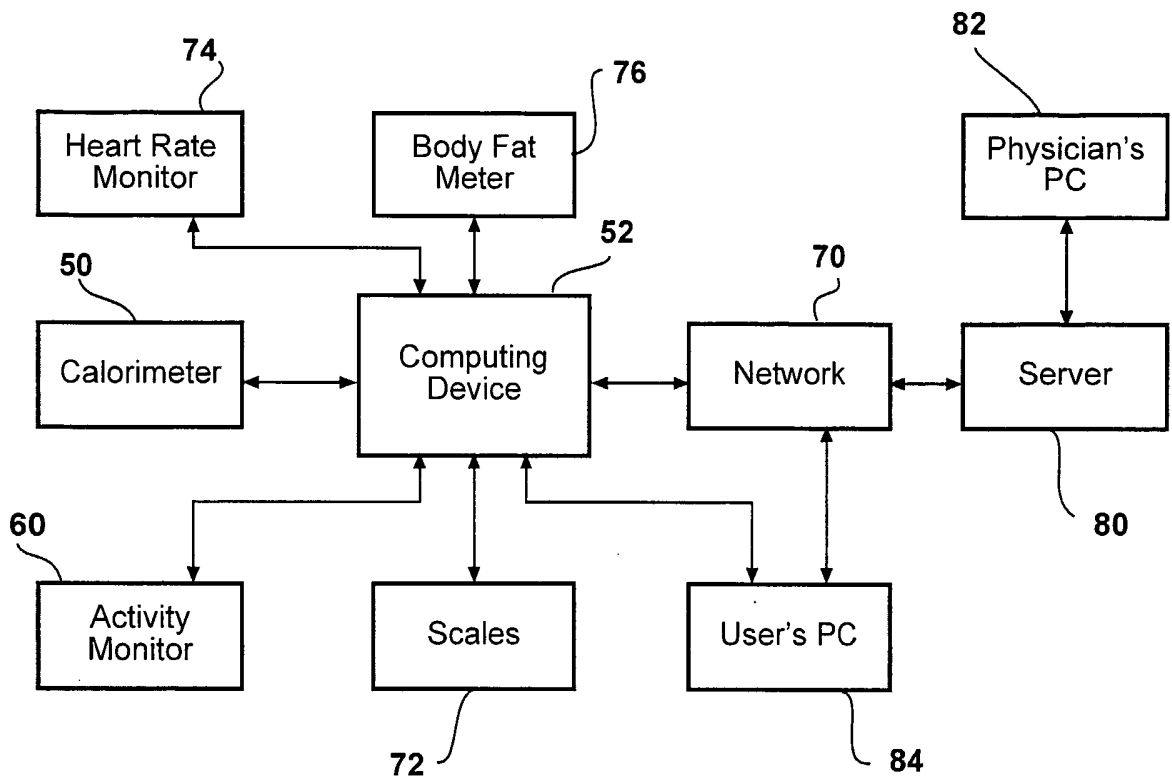 74
Heart Rate
Monitor
76
Body Fat
Meter
82
Physician's
PC
50
Calorimeter
52
Computing
Device
70
Network
Server
80
60
Activity
Monitor
Scales
72
User's PC
84